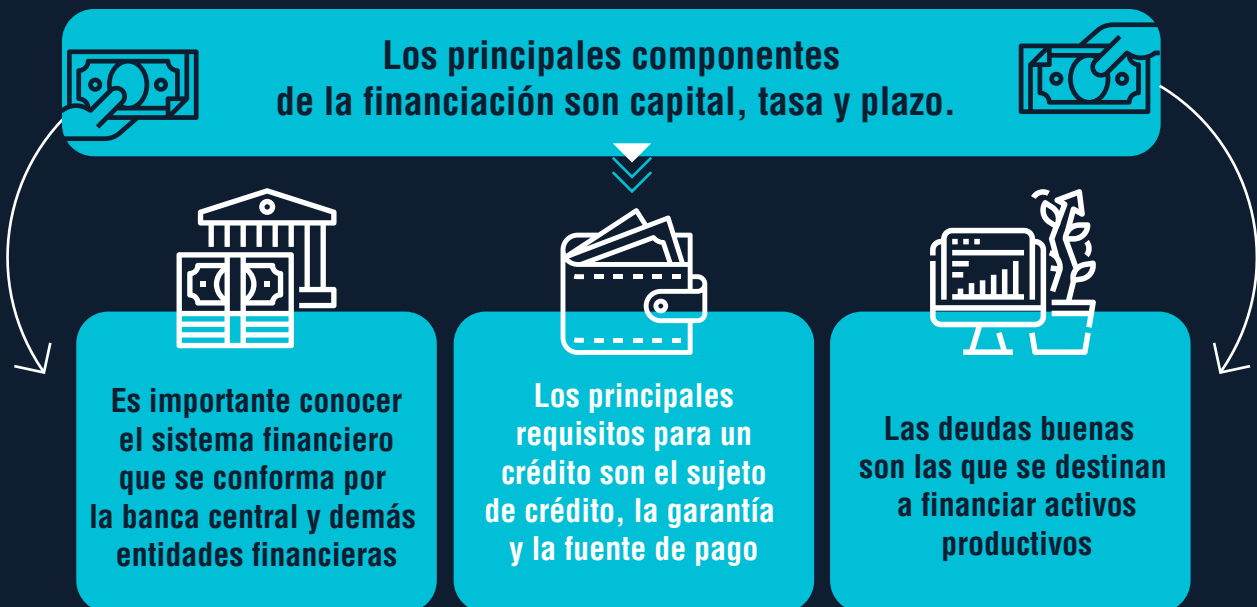 Los principales componentes
de la financiación son capital, tasa y plazo.
Es importante conocer
el sistema financiero
que se conforma por
la banca central y demás
entidades financieras
Los principales
requisitos para un
crédito son el sujeto
de crédito, la garantía
y la fuente de pago
Las deudas buenas
son las que se destinan
a financiar activos
productivos